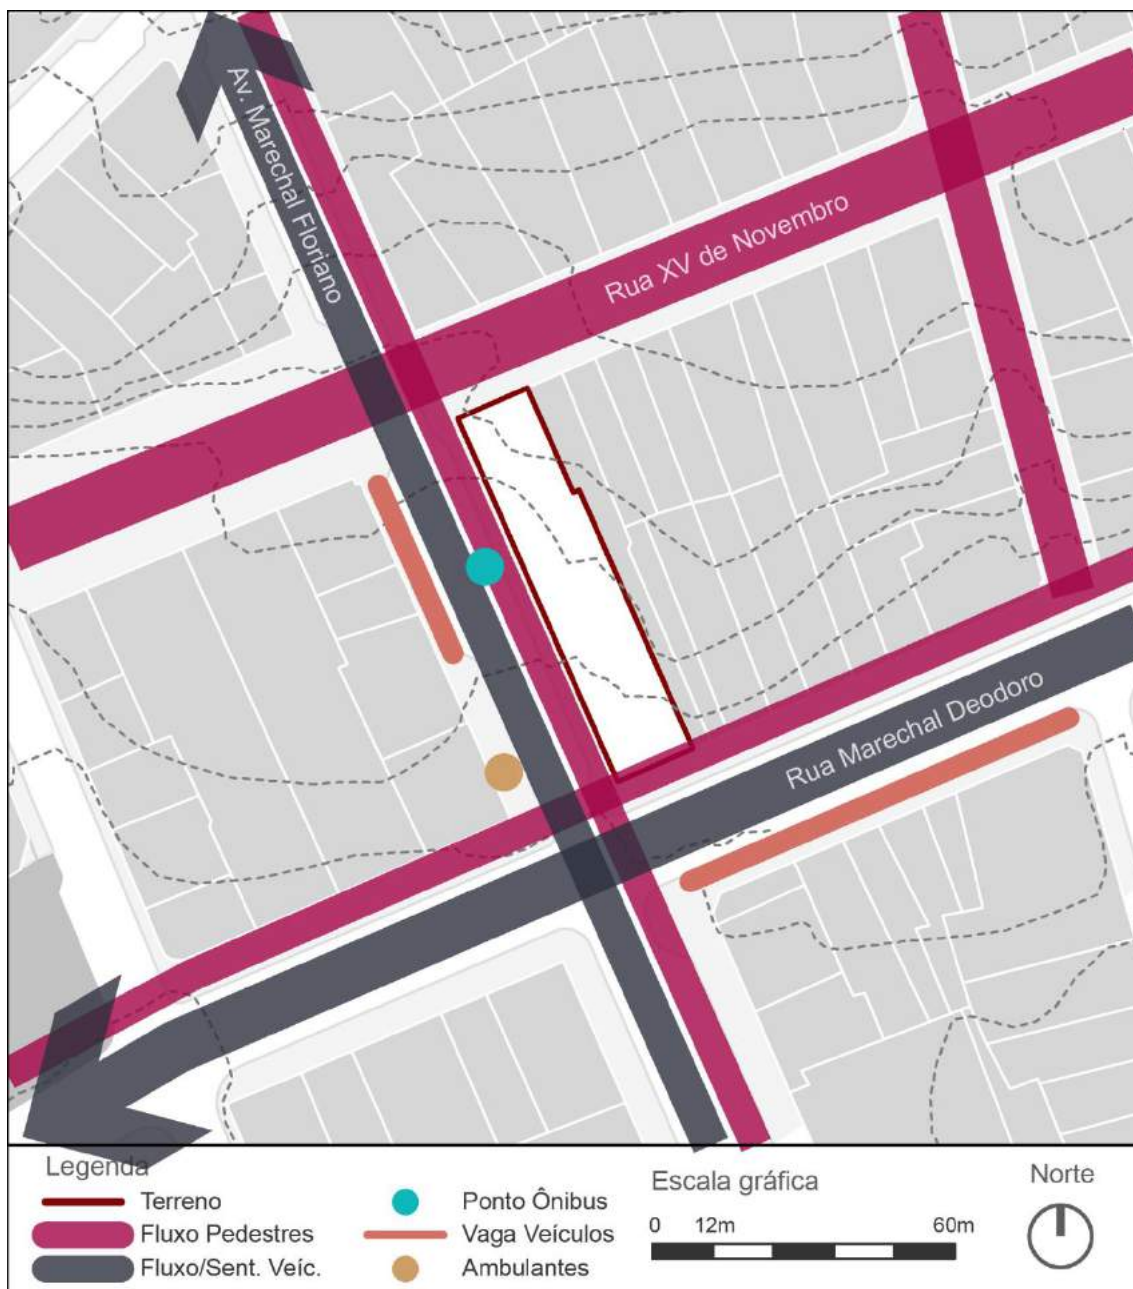 Av. Marechal Floriano
Rua XV de Novembro
Rua Marechal Deodoro
Legenda
Terreno
Fluxo Pedestres
Fluxo/Sent. Veíc.
Ponto Ônibus
Vaga Veículos
Ambulantes
Escala gráfica
0 12m 60m
Norte